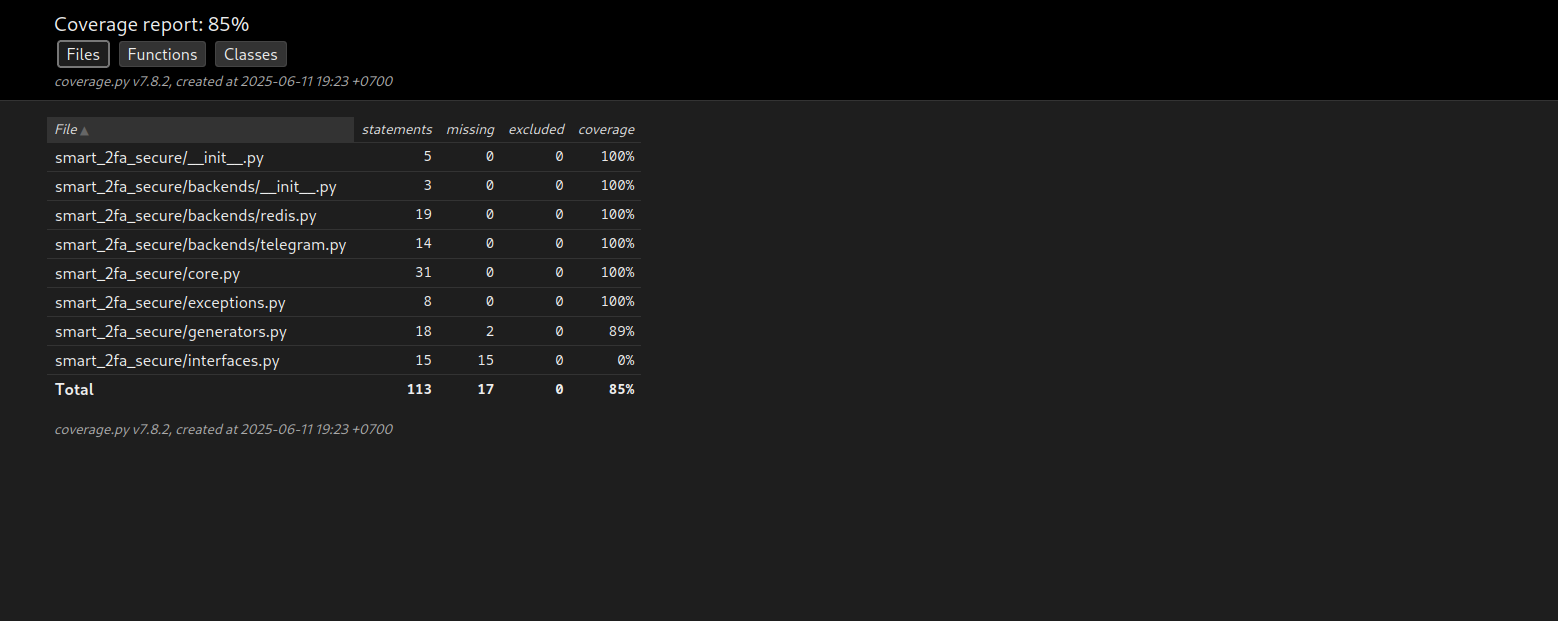 Coverage report: 85%
Files Functions Classes
coverage.py v7.8.2, created at 2025-06-11 19:23 +0700
File▲ statements missing excluded coverage
smart_2fa_secure/__init__.py 5 0 0 100%
smart_2fa_secure/backends/__init__.py 3 0 0 100%
smart_2fa_secure/backends/redis.py 19 0 0 100%
smart_2fa_secure/backends/telegram.py 14 0 0 100%
smart_2fa_secure/core.py 31 0 0 100%
smart_2fa_secure/exceptions.py 8 0 0 100%
smart_2fa_secure/generators.py 18 2 0 89%
smart_2fa_secure/interfaces.py 15 15 0 0%
Total 113 17 0 85%
coverage.py v7.8.2, created at 2025-06-11 19:23 +0700